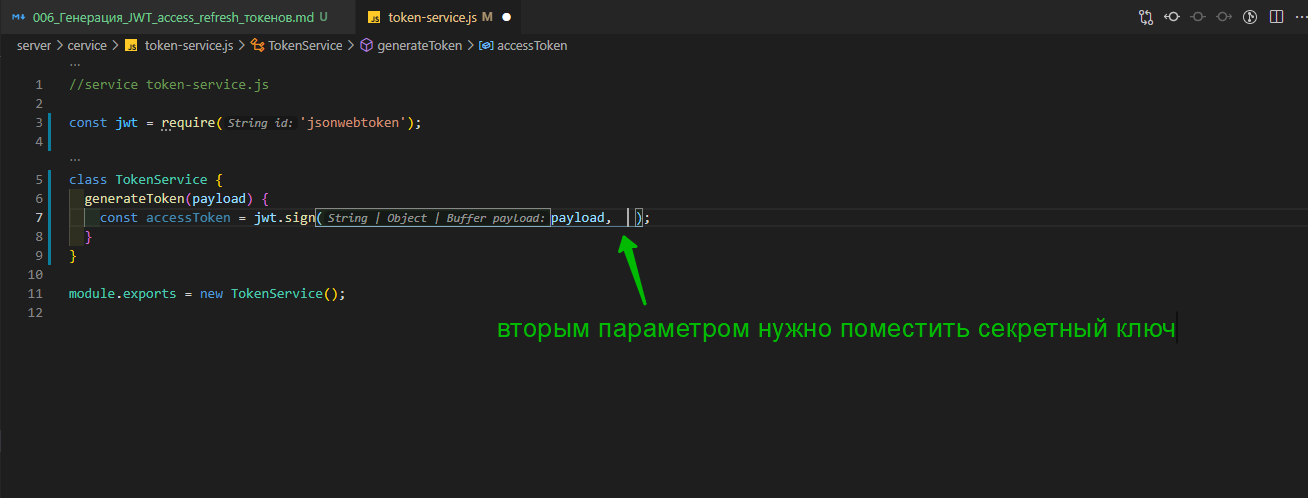 006_Генерация_JWT_access_refresh_токенов.md U
token-service.js M
server > cervice > token-service.js > TokenService > generateToken > accessToken
...
1 //service token-service.js
2
3 const jwt = require( String id: 'jsonwebtoken');
4
...
5 class TokenService {
6 generateToken(payload) {
7 const accessToken = jwt.sign( String | Object | Buffer payload: payload, );
8 }
9 }
10
11 module.exports = new TokenService();
12
вторым параметром нужно поместить секретный ключ